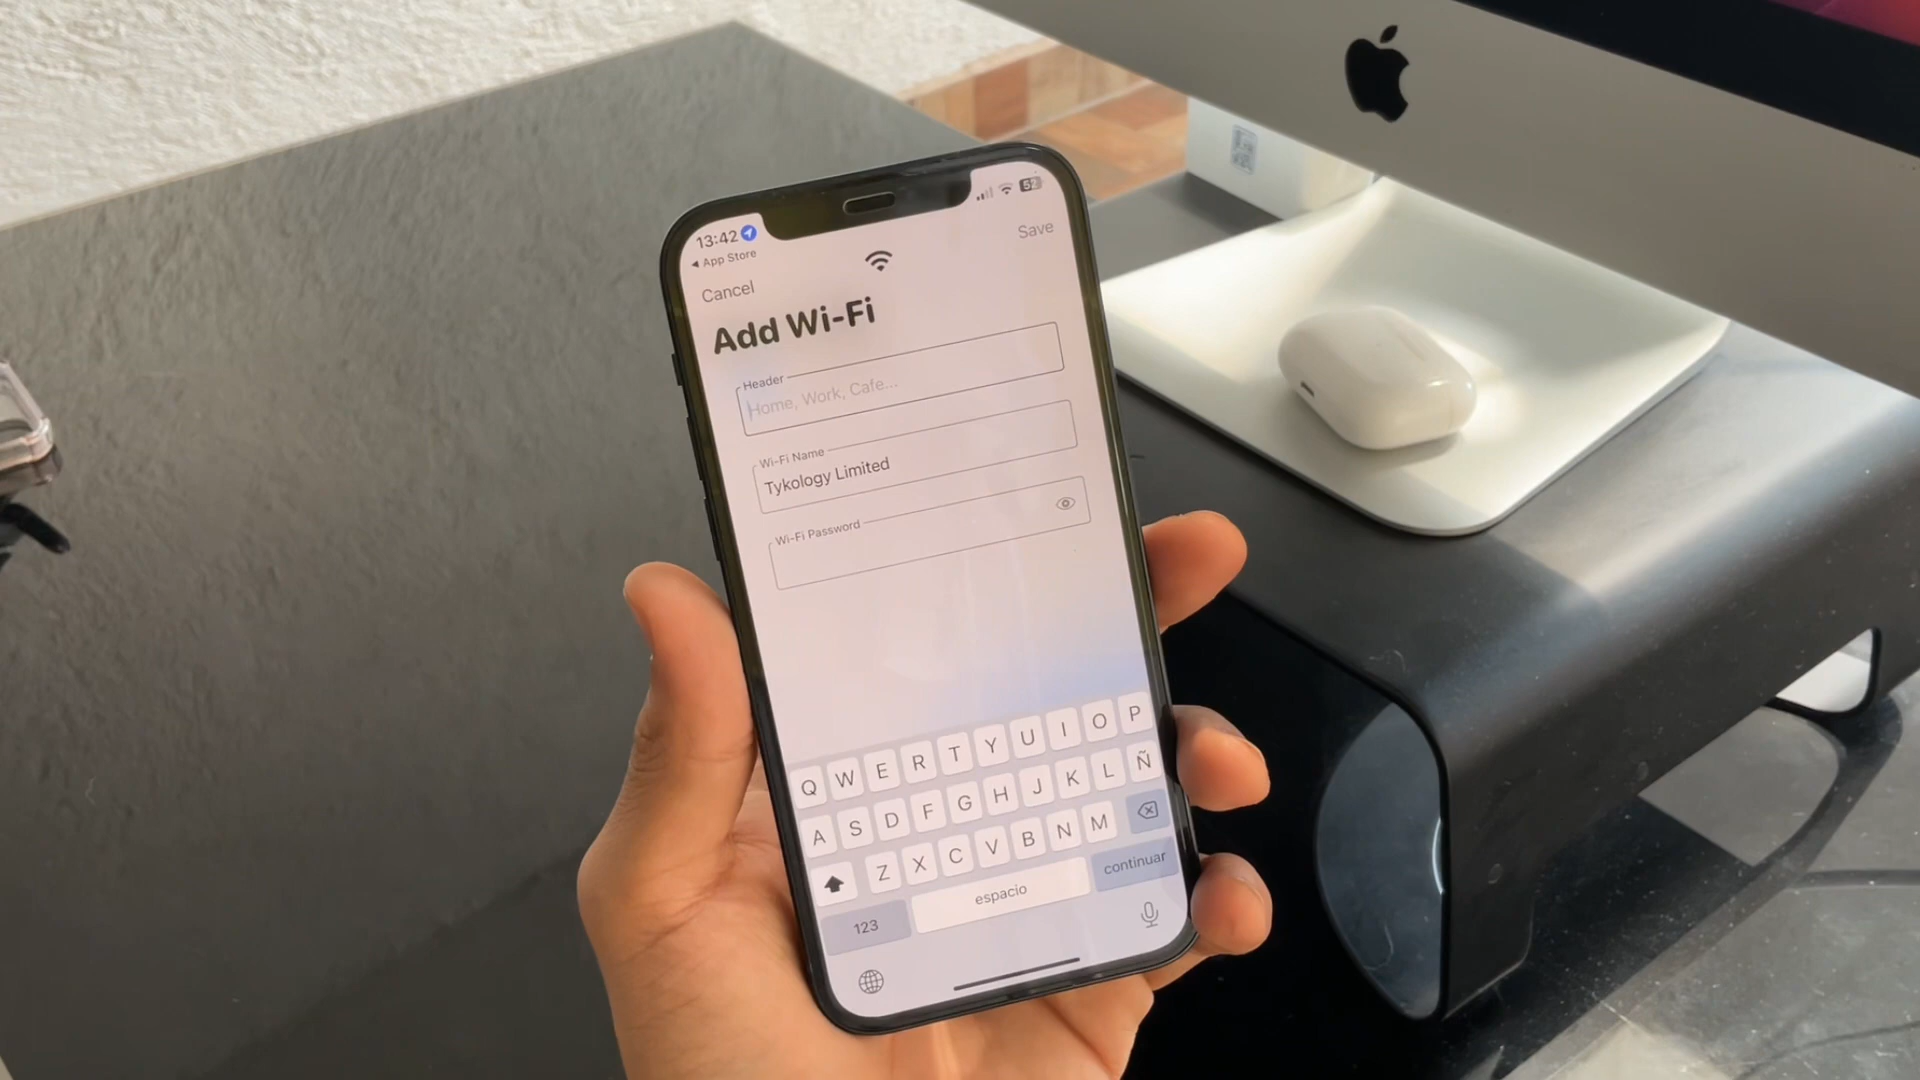 13:42
52
◀ App Store
Save
Cancel
Add Wi-Fi
Header
Home, Work, Cafe...
Wi-Fi Name
Tykology Limited
Wi-Fi Password
Q W E R T Y U I O P
A S D F G H J K L Ñ
Z X C V B N M
123
espacio
continuar